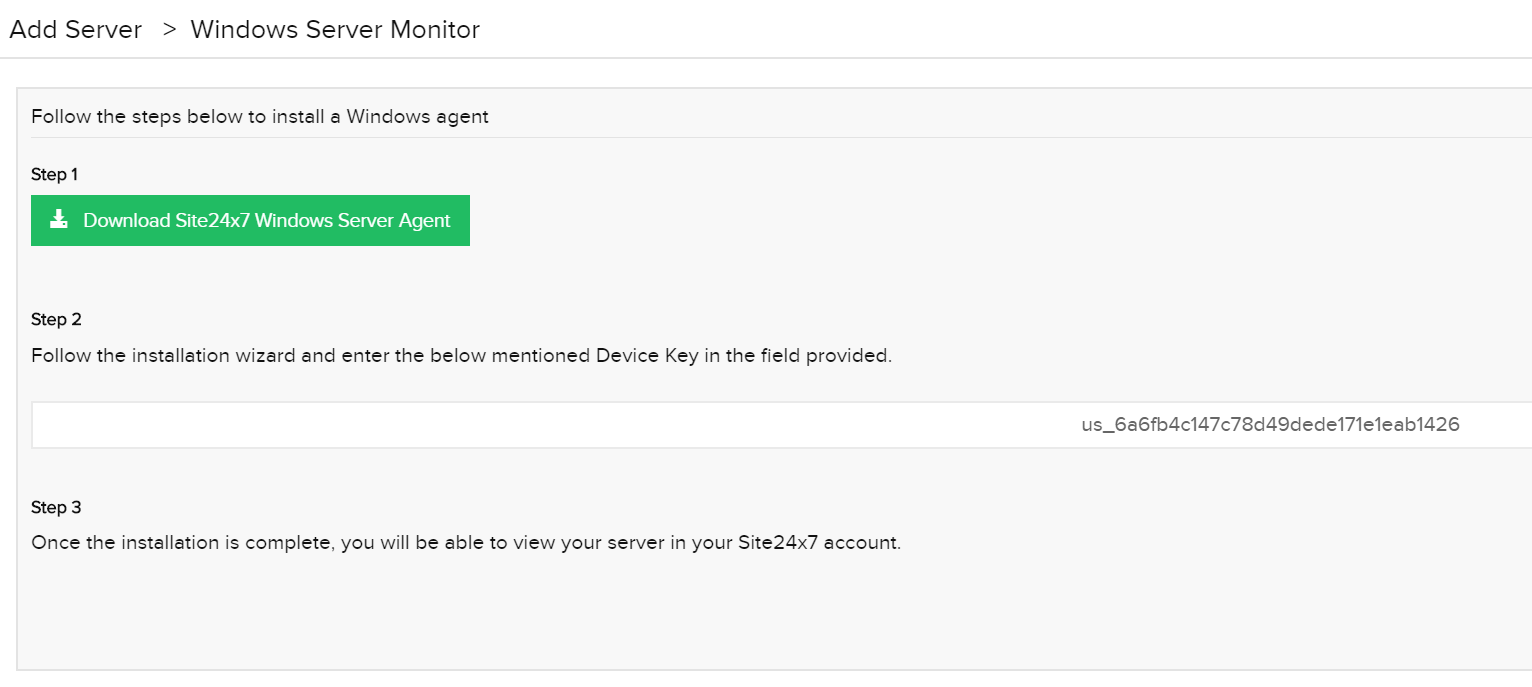 Add Server > Windows Server Monitor
Follow the steps below to install a Windows agent
Step 1
Download Site24x7 Windows Server Agent
Step 2
Follow the installation wizard and enter the below mentioned Device Key in the field provided.
us_6a6fb4c147c78d49dede171e1eab1426
Step 3
Once the installation is complete, you will be able to view your server in your Site24x7 account.